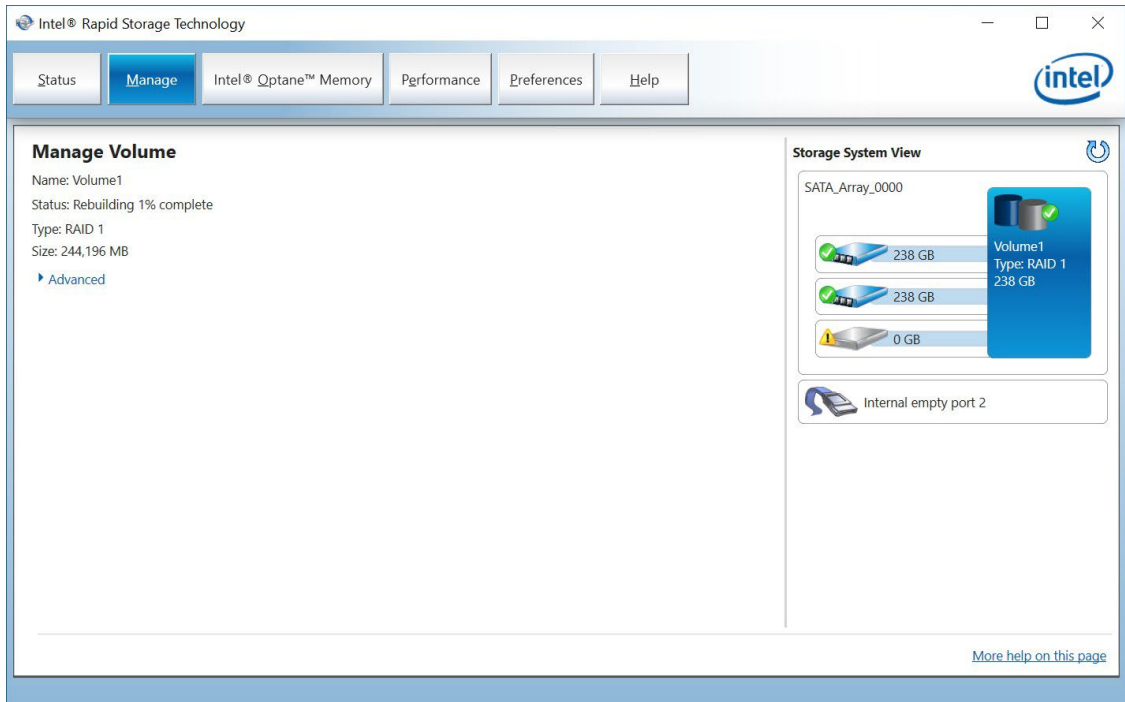 Intel® Rapid Storage Technology
Status
Manage
Intel® Optane™ Memory
Performance
Preferences
Help
intel
Manage Volume
Name: Volume1
Status: Rebuilding 1% complete
Type: RAID 1
Size: 244,196 MB
Advanced
Storage System View
SATA_Array_0000
238 GB
238 GB
0 GB
Volume1
Type: RAID 1
238 GB
Internal empty port 2
More help on this page